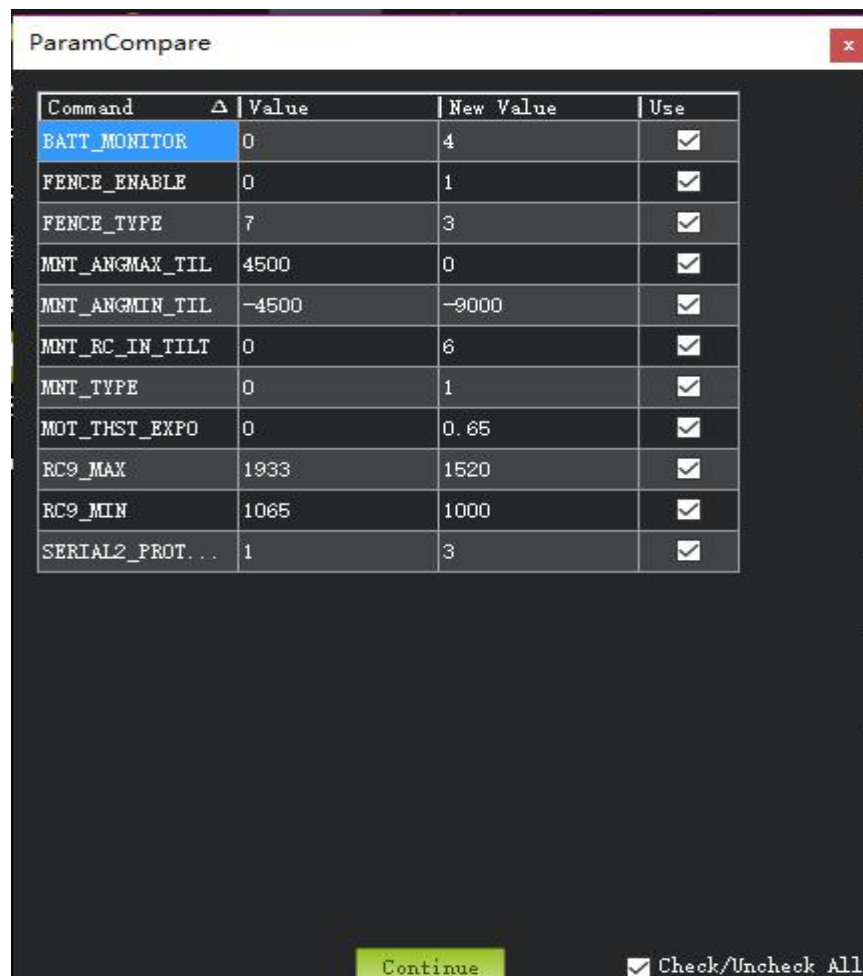 ParamCompare
x
Command Value New Value Use
BATT_MONITOR 0 4
FENCE_ENABLE 0 1
FENCE_TYPE 7 3
MNT_ANGMAX_TIL 4500 0
MNT_ANGMIN_TIL -4500 -9000
MNT_RC_IN_TILT 0 6
MNT_TYPE 0 1
MOT_THST_EXPO 0 0.65
RC9_MAX 1933 1520
RC9_MIN 1065 1000
SERIAL2_PROT... 1 3
Continue Check/Uncheck All